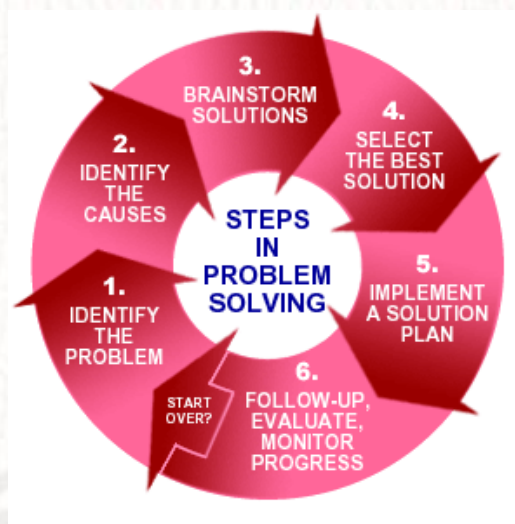 STEPS
IN
PROBLEM
SOLVING
1.
IDENTIFY
THE
PROBLEM
2.
IDENTIFY
THE
CAUSES
3.
BRAINSTORM
SOLUTIONS
4.
SELECT
THE BEST
SOLUTION
5.
IMPLEMENT
A SOLUTION
PLAN
6.
FOLLOW-UP,
EVALUATE,
MONITOR
PROGRESS
START
OVER?